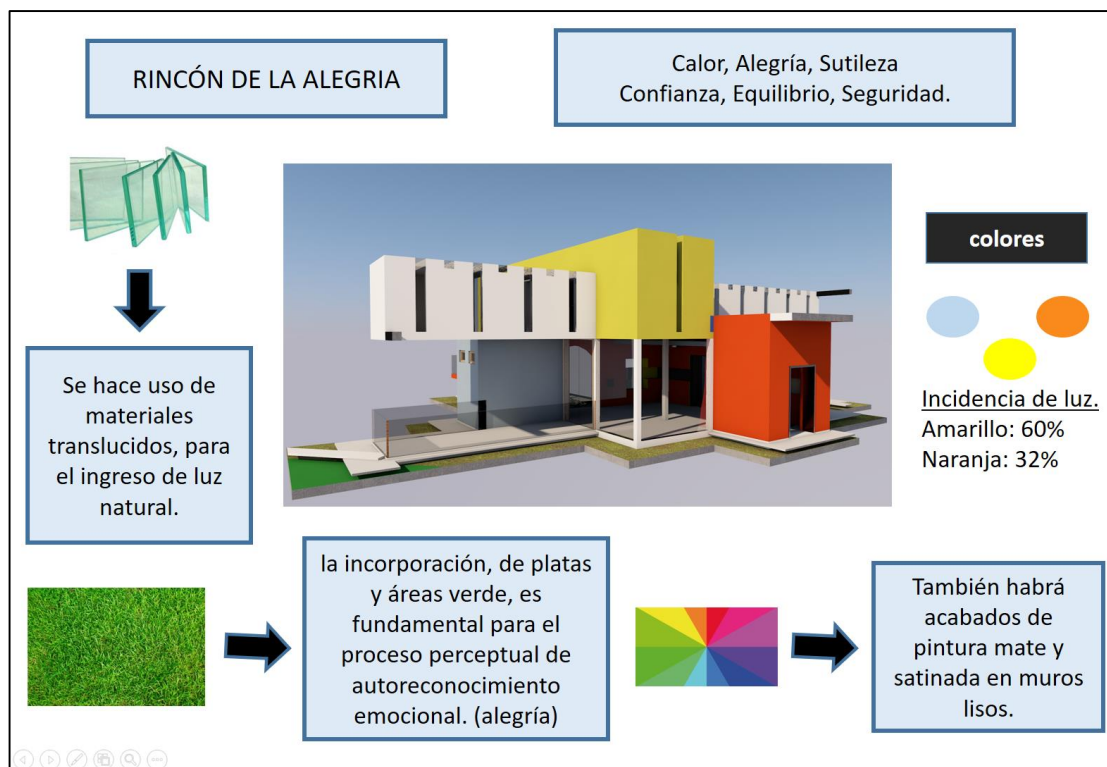 RINCÓN DE LA ALEGRIA
Calor, Alegría, Sutileza
Confianza, Equilibrio, Seguridad.
colores
Incidencia de luz.
Amarillo: 60%
Naranja: 32%
Se hace uso de
materiales
translucidos, para
el ingreso de luz
natural.
la incorporación, de platas
y áreas verde, es
fundamental para el
proceso perceptual de
autoreconocimiento
emocional. (alegría)
También habrá
acabados de
pintura mate y
satinada en muros
lisos.